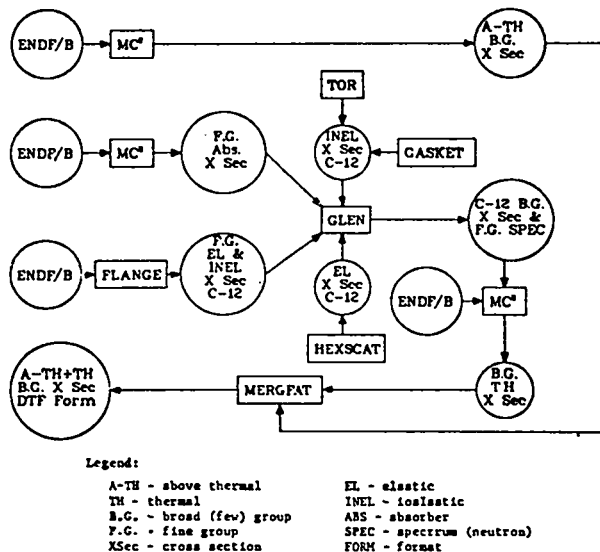 ENDF/B
MC²
A-TH
B.G.
X Sec
TOR
ENDF/B
MC²
F.G.
Abs.
X Sec
INEL
X Sec
C-12
GASKET
GLEN
C-12 B.G.
X Sec &
F.G. SPEC
ENDF/B
FLANGE
F.G.
EL &
INEL
X Sec
C-12
EL
X Sec
C-12
ENDF/B
MC²
HEXSCAT
A-TH+TH
B.G. X Sec
DTF Form
MERGFAT
B.G.
TH
X Sec
Legend:
A-TH - above thermal
TH - thermal
B.G. - broad (few) group
F.G. - fine group
XSec - cross section
EL - elastic
INEL - ioslastic
ABS - absorber
SPEC - spectrum (neutron)
FORM - format